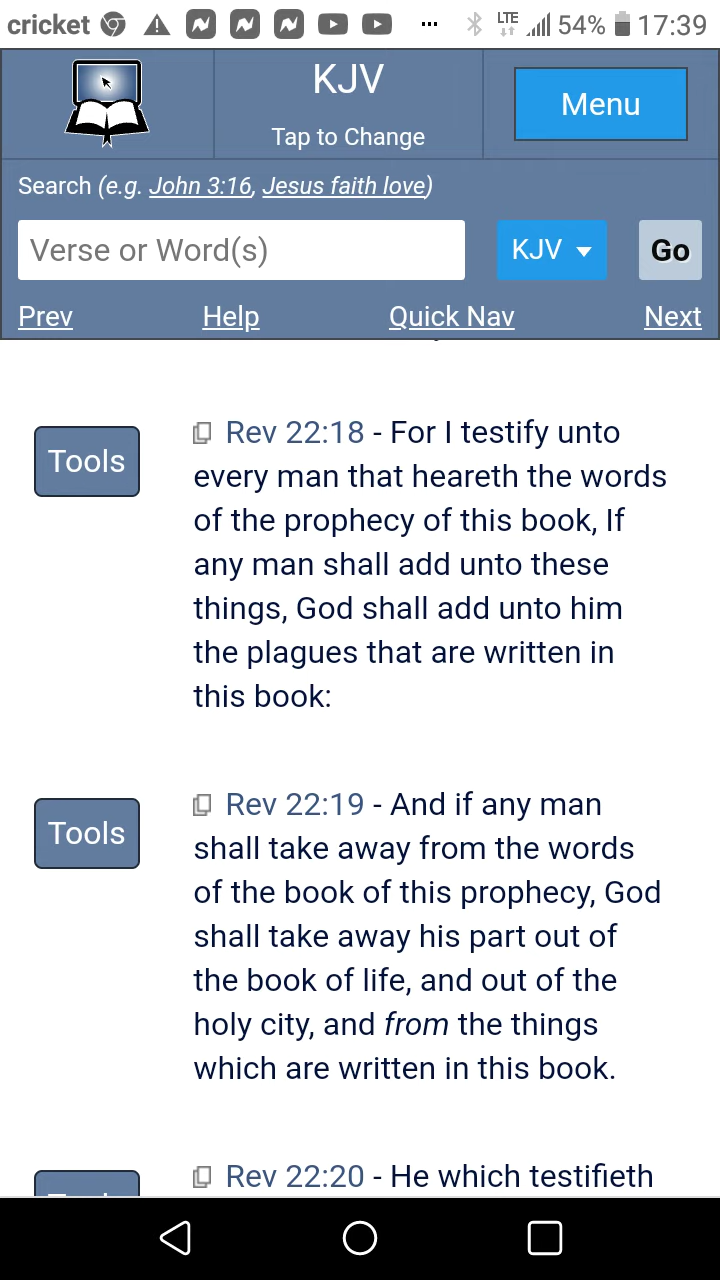 cricket ... LTE 54% 17:39
KJV
Tap to Change
Menu
Search (e.g. John 3:16, Jesus faith love)
Verse or Word(s)
KJV
Go
Prev Help Quick Nav Next
Tools
Rev 22:18 - For I testify unto
every man that heareth the words
of the prophecy of this book, If
any man shall add unto these
things, God shall add unto him
the plagues that are written in
this book:
Tools
Rev 22:19 - And if any man
shall take away from the words
of the book of this prophecy, God
shall take away his part out of
the book of life, and out of the
holy city, and from the things
which are written in this book.
Rev 22:20 - He which testifieth